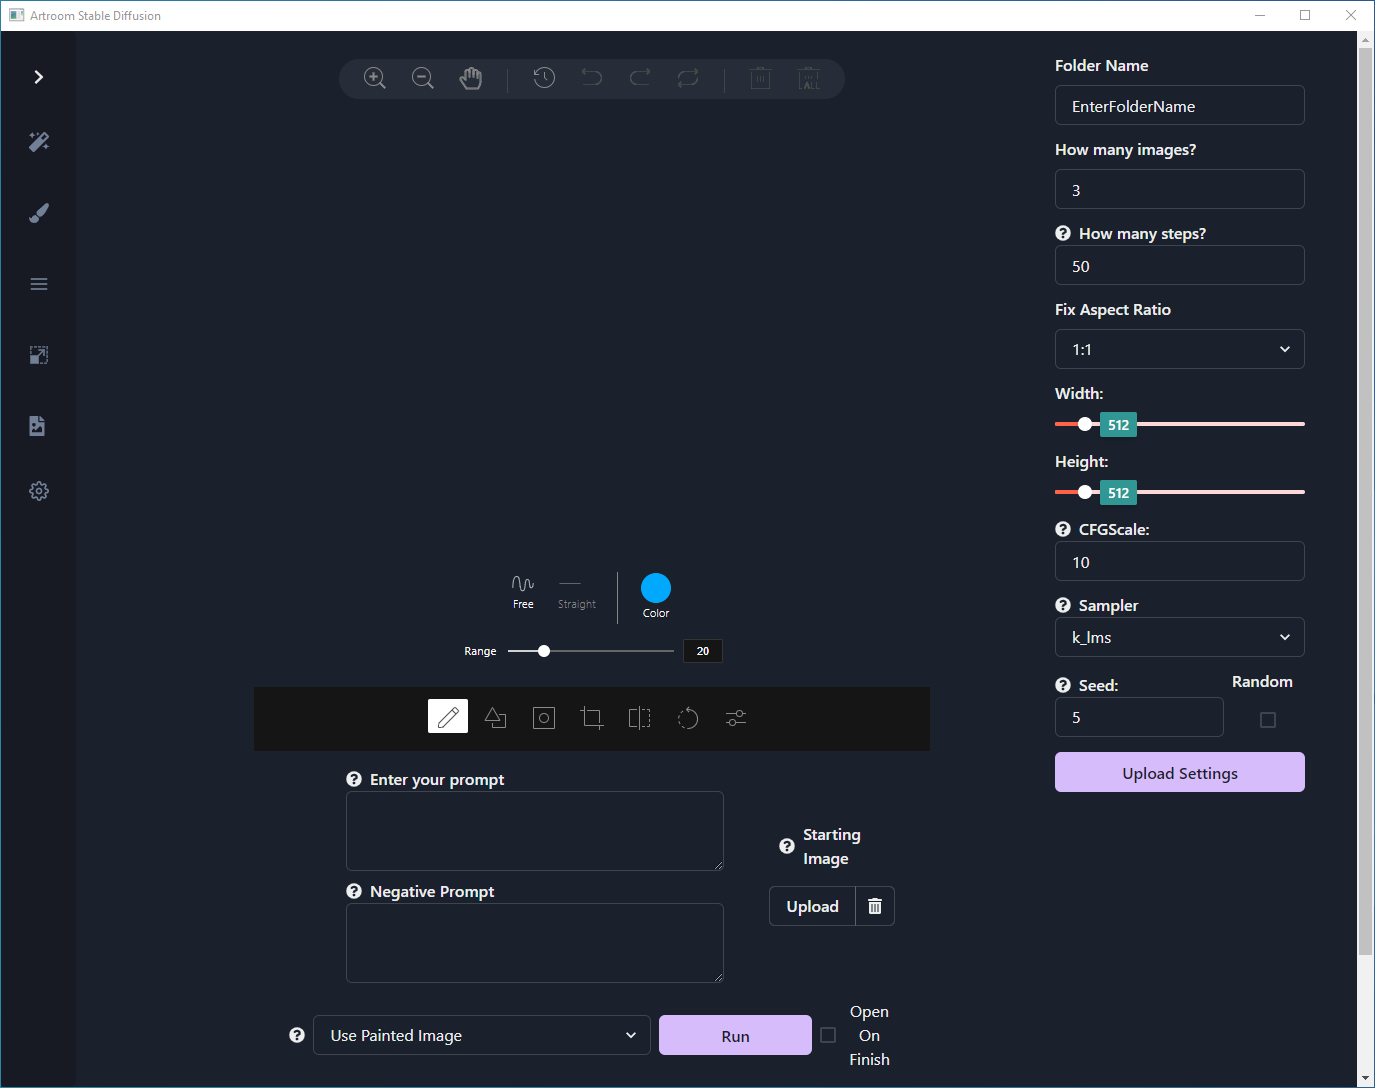 Artroom Stable Diffusion
ALL
Folder Name
EnterFolderName
How many images?
3
How many steps?
50
Fix Aspect Ratio
1:1
Width:
512
Height:
512
CFGScale:
10
Sampler
k_lms
Seed:
Random
5
Upload Settings
Free
Straight
Color
Range
20
Enter your prompt
Negative Prompt
Starting
Image
Upload
Use Painted Image
Run
Open
On
Finish